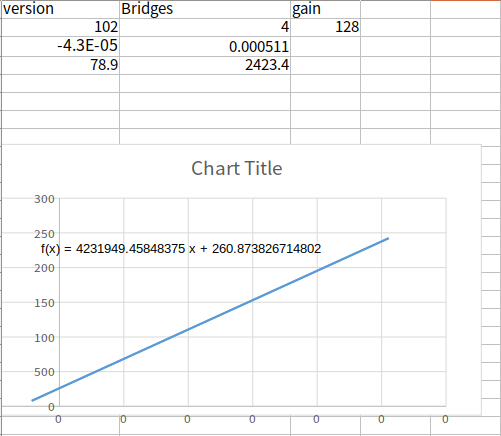 version Bridges gain
102 4 128
-4.3E-05 0.000511
78.9 2423.4
Chart Title
300
250
f(x) = 4231949.45848375 x + 260.873826714802
200
150
100
500
0
0 0 0 0 0 0 0